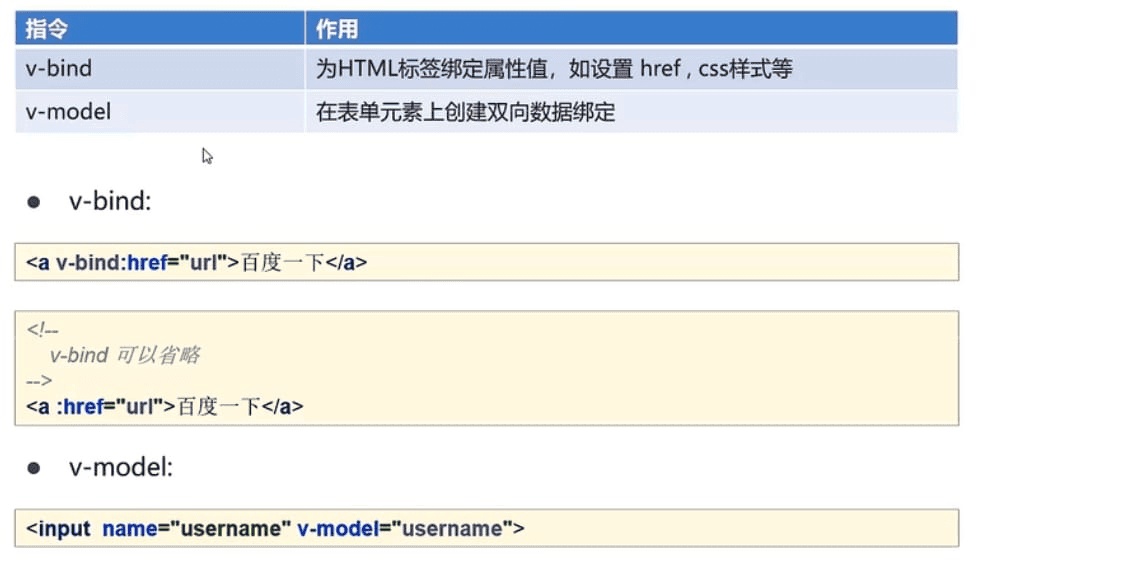 指令 作用
v-bind 为HTML标签绑定属性值，如设置 href , css样式等
v-model 在表单元素上创建双向数据绑定
● v-bind:
<a v-bind:href="url">百度一下</a>
<!--
v-bind 可以省略
-->
<a :href="url">百度一下</a>
● v-model:
<input name="username" v-model="username">